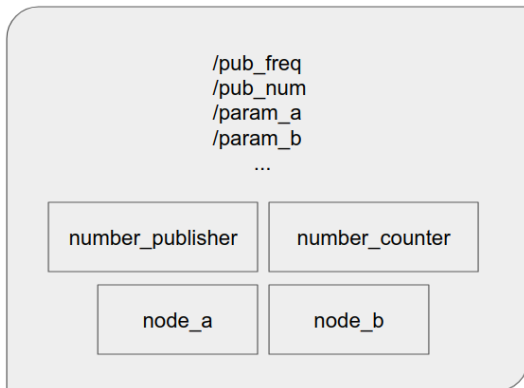 /pub_freq
/pub_num
/param_a
/param_b
...
number_publisher
number_counter
node_a
node_b